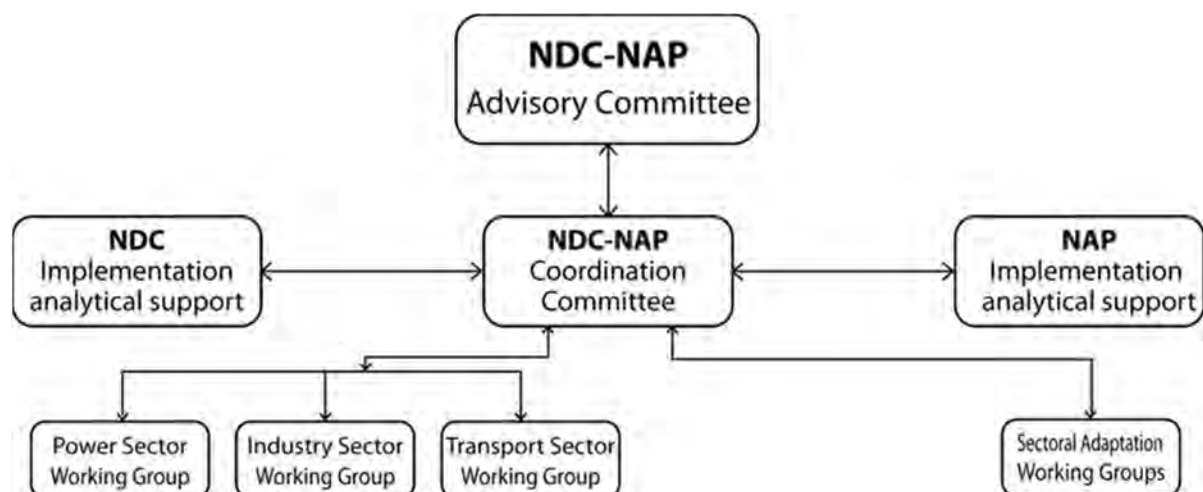 NDC-NAP
Advisory Committee
NDC
Implementation
analytical support
NDC-NAP
Coordination
Committee
NAP
Implementation
analytical support
Power Sector
Working Group
Industry Sector
Working Group
Transport Sector
Working Group
Sectoral Adaptation
Working Groups